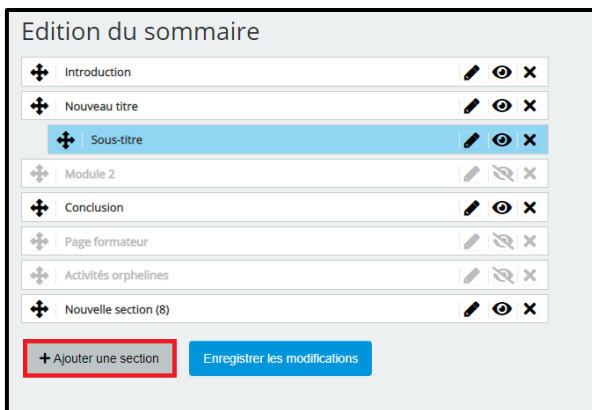 Edition du sommaire
Introduction
Nouveau titre
Sous-titre
Module 2
Conclusion
Page formateur
Activités orphelines
Nouvelle section (8)
+ Ajouter une section Enregistrer les modifications